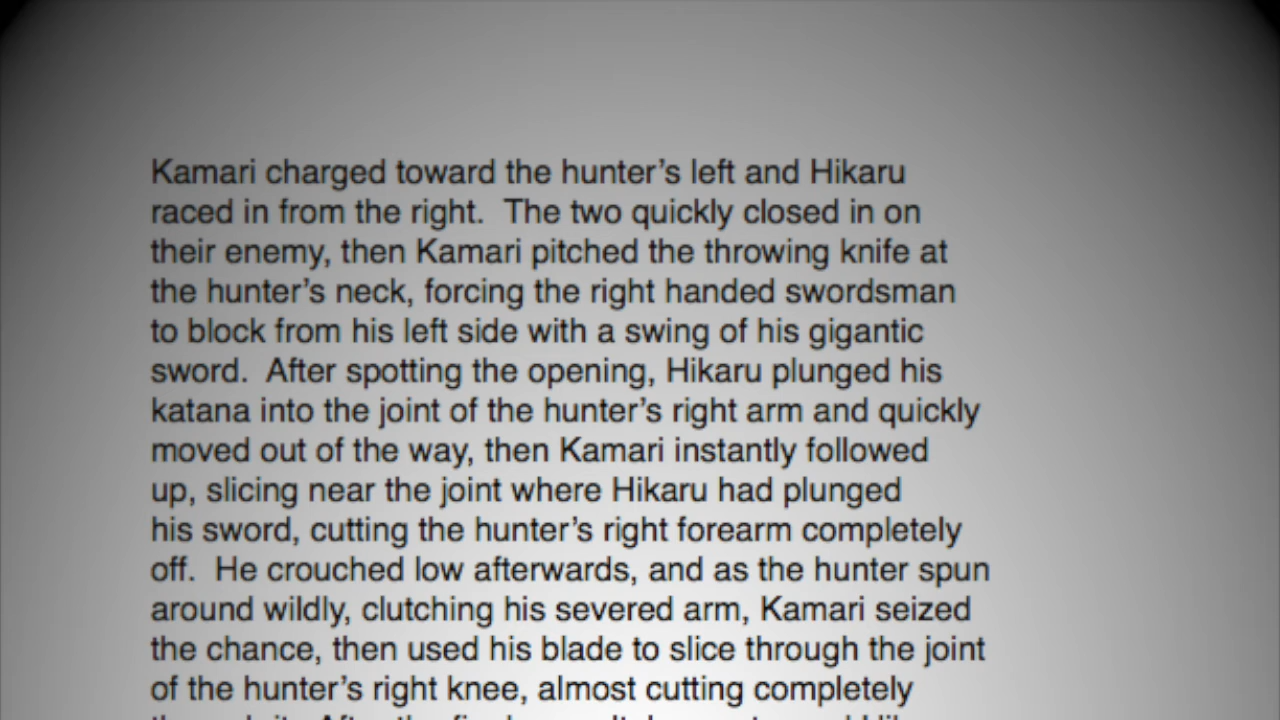 Kamari charged toward the hunter’s left and Hikaru
raced in from the right.  The two quickly closed in on
their enemy, then Kamari pitched the throwing knife at
the hunter’s neck, forcing the right handed swordsman
to block from his left side with a swing of his gigantic
sword.  After spotting the opening, Hikaru plunged his
katana into the joint of the hunter’s right arm and quickly
moved out of the way, then Kamari instantly followed
up, slicing near the joint where Hikaru had plunged
his sword, cutting the hunter’s right forearm completely
off.  He crouched low afterwards, and as the hunter spun
around wildly, clutching his severed arm, Kamari seized
the chance, then used his blade to slice through the joint
of the hunter’s right knee, almost cutting completely